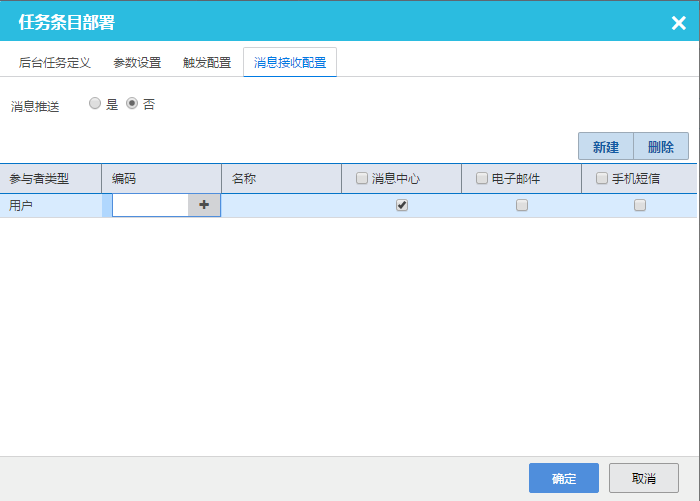 任务条目部署
后台任务定义 参数设置 触发配置 消息接收配置
消息推送 是 否
新建 删除
参与者类型 编码 名称 消息中心 电子邮件 手机短信
用户
确定 取消